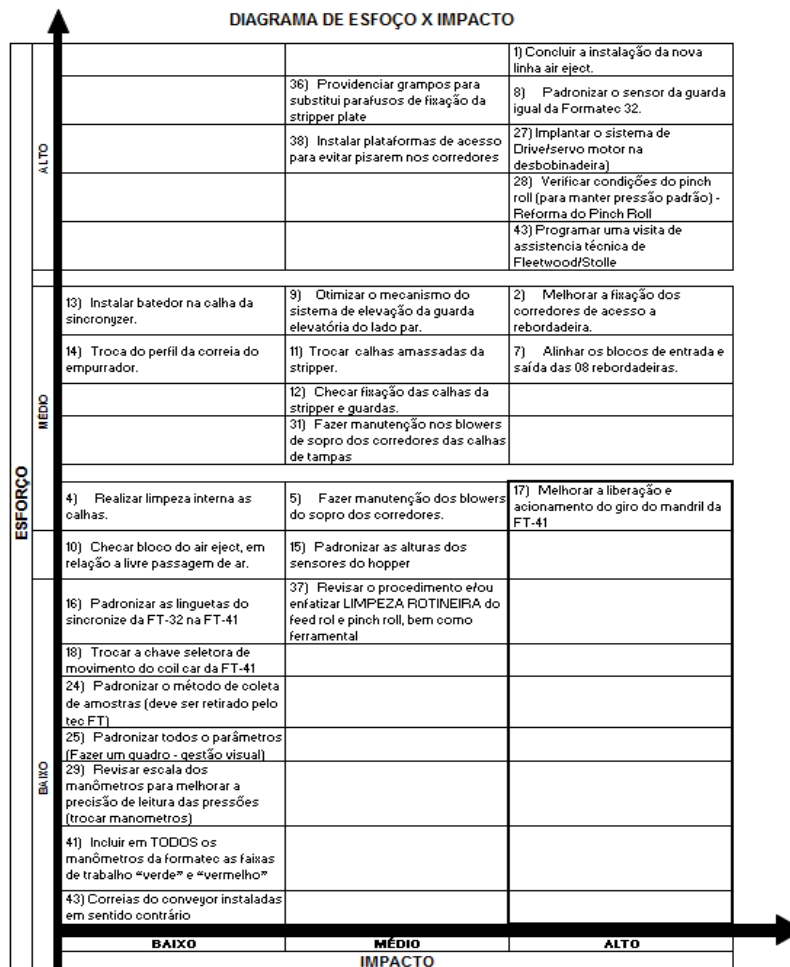 DIAGRAMA DE ESFOÇO X IMPACTO
ESFORÇO
ALTO
1) Concluir a instalação da nova
linha air eject.
36) Providenciar grampos para
substitui parafusos de fixação da
stripper plate
8) Padronizar o sensor da guarda
igual da Formatec 32.
38) Instalar plataformas de acesso
para evitar pisarem nos corredores
27) Implantar o sistema de
Drive/servo motor na
desbobinadeira)
28) Verificar condições do pinch
roll (para manter pressão padrão) -
Reforma do Pinch Roll
43) Programar uma visita de
assistencia técnica de
Fleetwood/Stolle
MÉDIO
13) Instalar batedor na calha da
sincronyzer.
9) Otimizar o mecanismo do
sistema de elevação da guarda
elevatória do lado par.
2) Melhorar a fixação dos
corredores de acesso a
rebordadeira.
14) Troca do perfil da correia do
empurrador.
11) Trocar calhas amassadas da
stripper.
7) Alinhar os blocos de entrada e
saída das 08 rebordadeiras.
12) Checar fixação das calhas da
stripper e guardas.
31) Fazer manutenção nos blowers
de sopro dos corredores das calhas
de tampas
BAIXO
4) Realizar limpeza interna as
calhas.
5) Fazer manutenção dos blowers
do sopro dos corredores.
17) Melhorar a liberação e
acionamento do giro do mandril da
FT-41
10) Checar bloco do air eject, em
relação a livre passagem de ar.
15) Padronizar as alturas dos
sensores do hopper
16) Padronizar as linguetas do
sincronize da FT-32 na FT-41
37) Revisar o procedimento e/ou
enfatizar LIMPEZA ROTINEIRA do
feed rol e pinch roll, bem como
ferramental
18) Trocar a chave seletora de
movimento do coil car da FT-41
24) Padronizar o método de coleta
de amostras (deve ser retirado pelo
tec FT)
25) Padronizar todos o parâmetros
(Fazer um quadro - gestão visual)
29) Revisar escala dos
manômetros para melhorar a
precisão de leitura das pressões
(trocar manometros)
41) Incluir em TODOS os
manômetros da formatec as faixas
de trabalho “verde” e “vermelho”
43) Correias do conveyor instaladas
em sentido contrário
BAIXO MÉDIO ALTO
IMPACTO